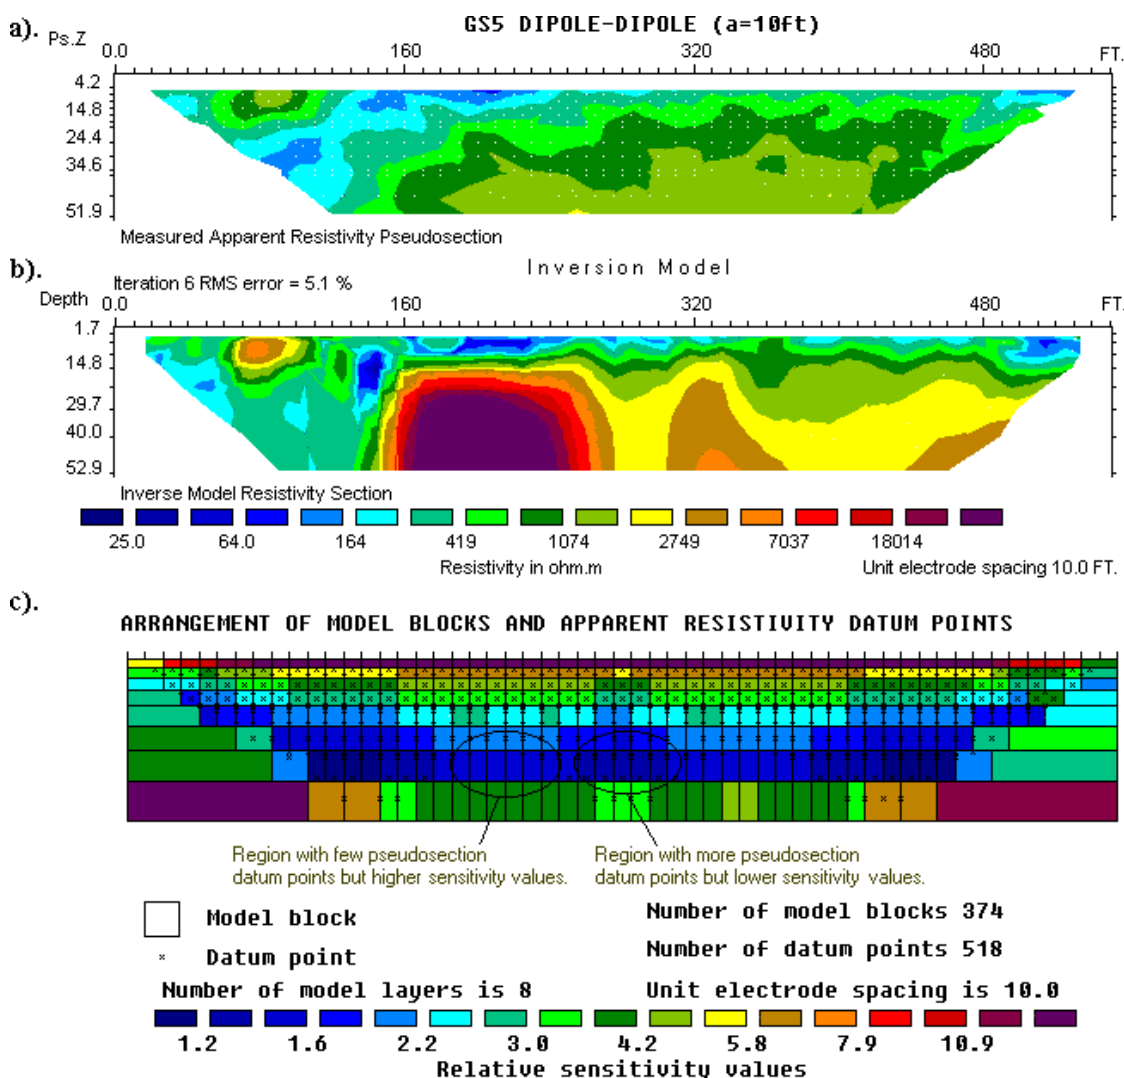 a).
GS5 DIPOLE-DIPOLE (a=10ft)
Ps.Z 0.0 160 320 480 FT.
4.2
14.8
24.4
34.6
51.9
Measured Apparent Resistivity Pseudosection
b).
Inversion Model
Iteration 6 RMS error = 5.1 %
Depth 0.0 160 320 480 FT.
1.7
14.8
29.7
40.0
52.9
Inverse Model Resistivity Section
25.0 64.0 164 419 1074 2749 7037 18014
Resistivity in ohm.m Unit electrode spacing 10.0 FT.
c).
ARRANGEMENT OF MODEL BLOCKS AND APPARENT RESISTIVITY DATUM POINTS
Region with few pseudosection
datum points but higher sensitivity values.
Region with more pseudosection
datum points but lower sensitivity values.
Model block
Number of model blocks 374
Datum point
Number of datum points 518
Number of model layers is 8
Unit electrode spacing is 10.0
1.2 1.6 2.2 3.0 4.2 5.8 7.9 10.9
Relative sensitivity values